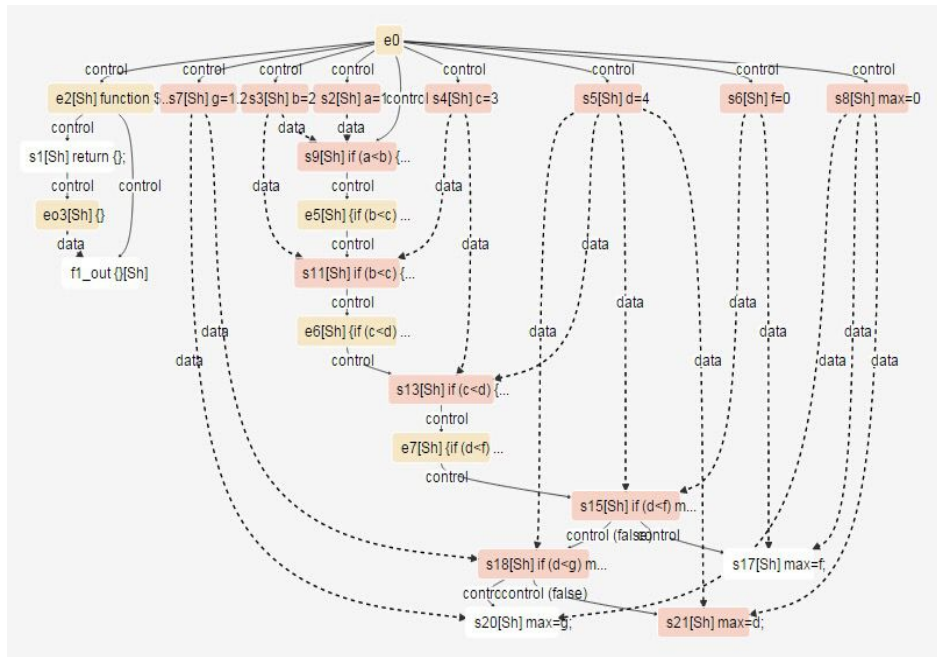 e0
control control control control control control control control
e2[Sh] function $... s7[Sh] g=1.2 s3[Sh] b=2 s2[Sh] a=1 control s4[Sh] c=3 s5[Sh] d=4 s6[Sh] f=0 s8[Sh] max=0
control data data
s1[Sh] return {}; s9[Sh] if (a<b) {...
control control data control
eo3[Sh] {} e5[Sh] {if (b<c) ...
data control data data
f1_out {}[Sh] s11[Sh] if (b<c) {...
control data
e6[Sh] {if (c<d) ... data data data
data control data data data
s13[Sh] if (c<d) {...
control
e7[Sh] {if (d<f) ...
control
s15[Sh] if (d<f) m...
control (false) control
s18[Sh] if (d<g) m... s17[Sh] max=f;
control control (false)
s20[Sh] max=g; s21[Sh] max=d;